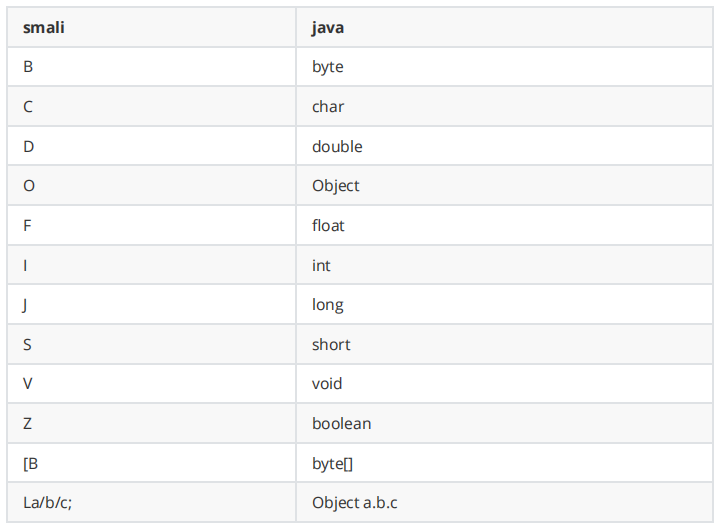 smali java
B byte
C char
D double
O Object
F float
I int
J long
S short
V void
Z boolean
[B byte[]
La/b/c; Object a.b.c